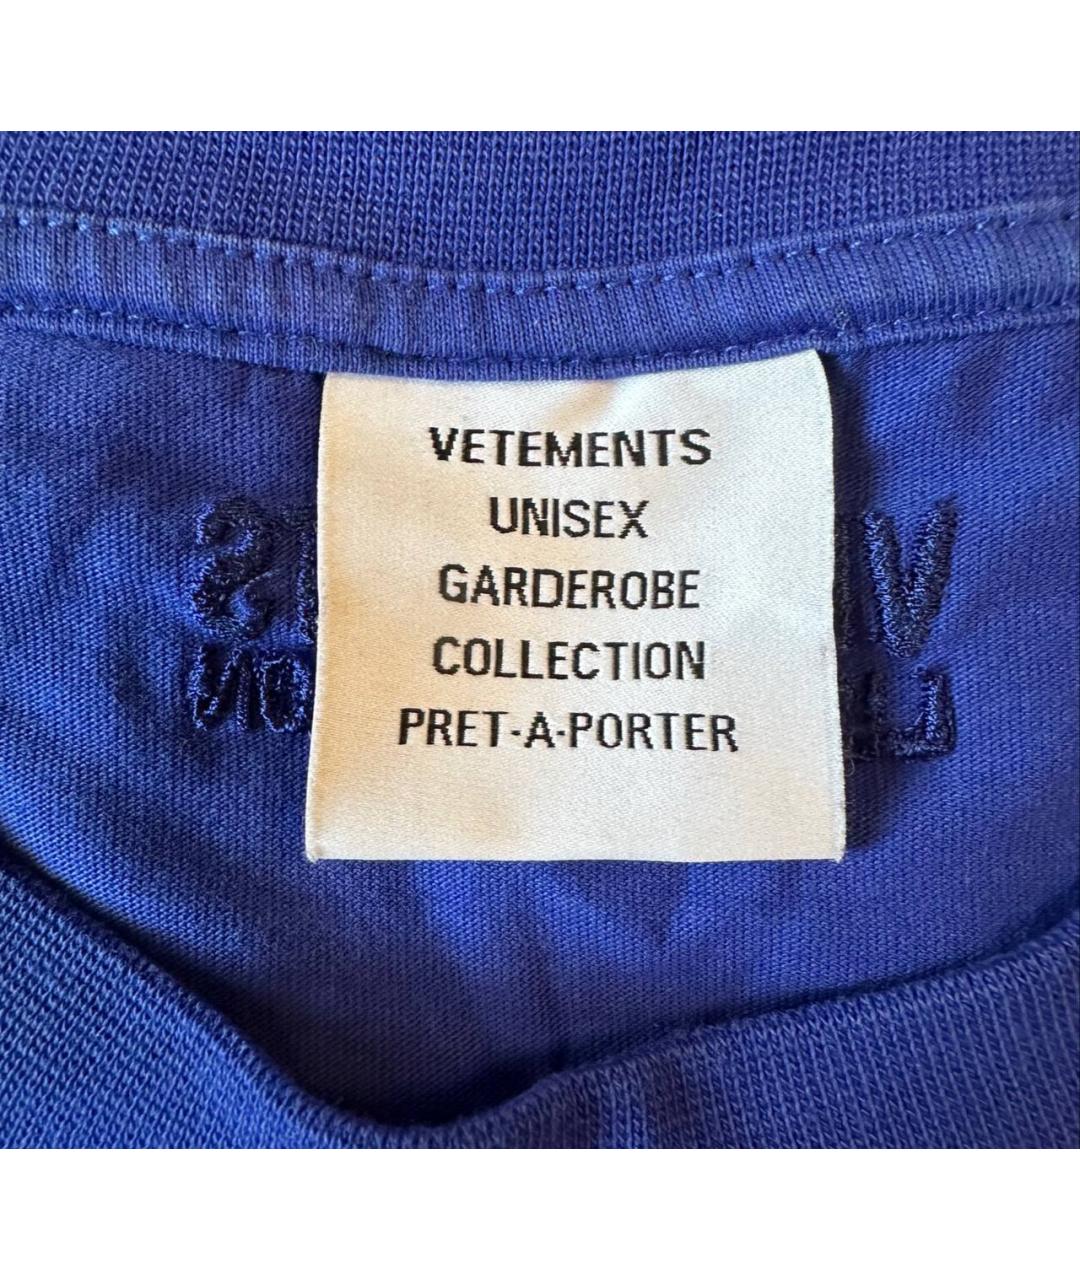 VETEMENTS
UNISEX
GARDEROBE
COLLECTION
PRET-A-PORTER